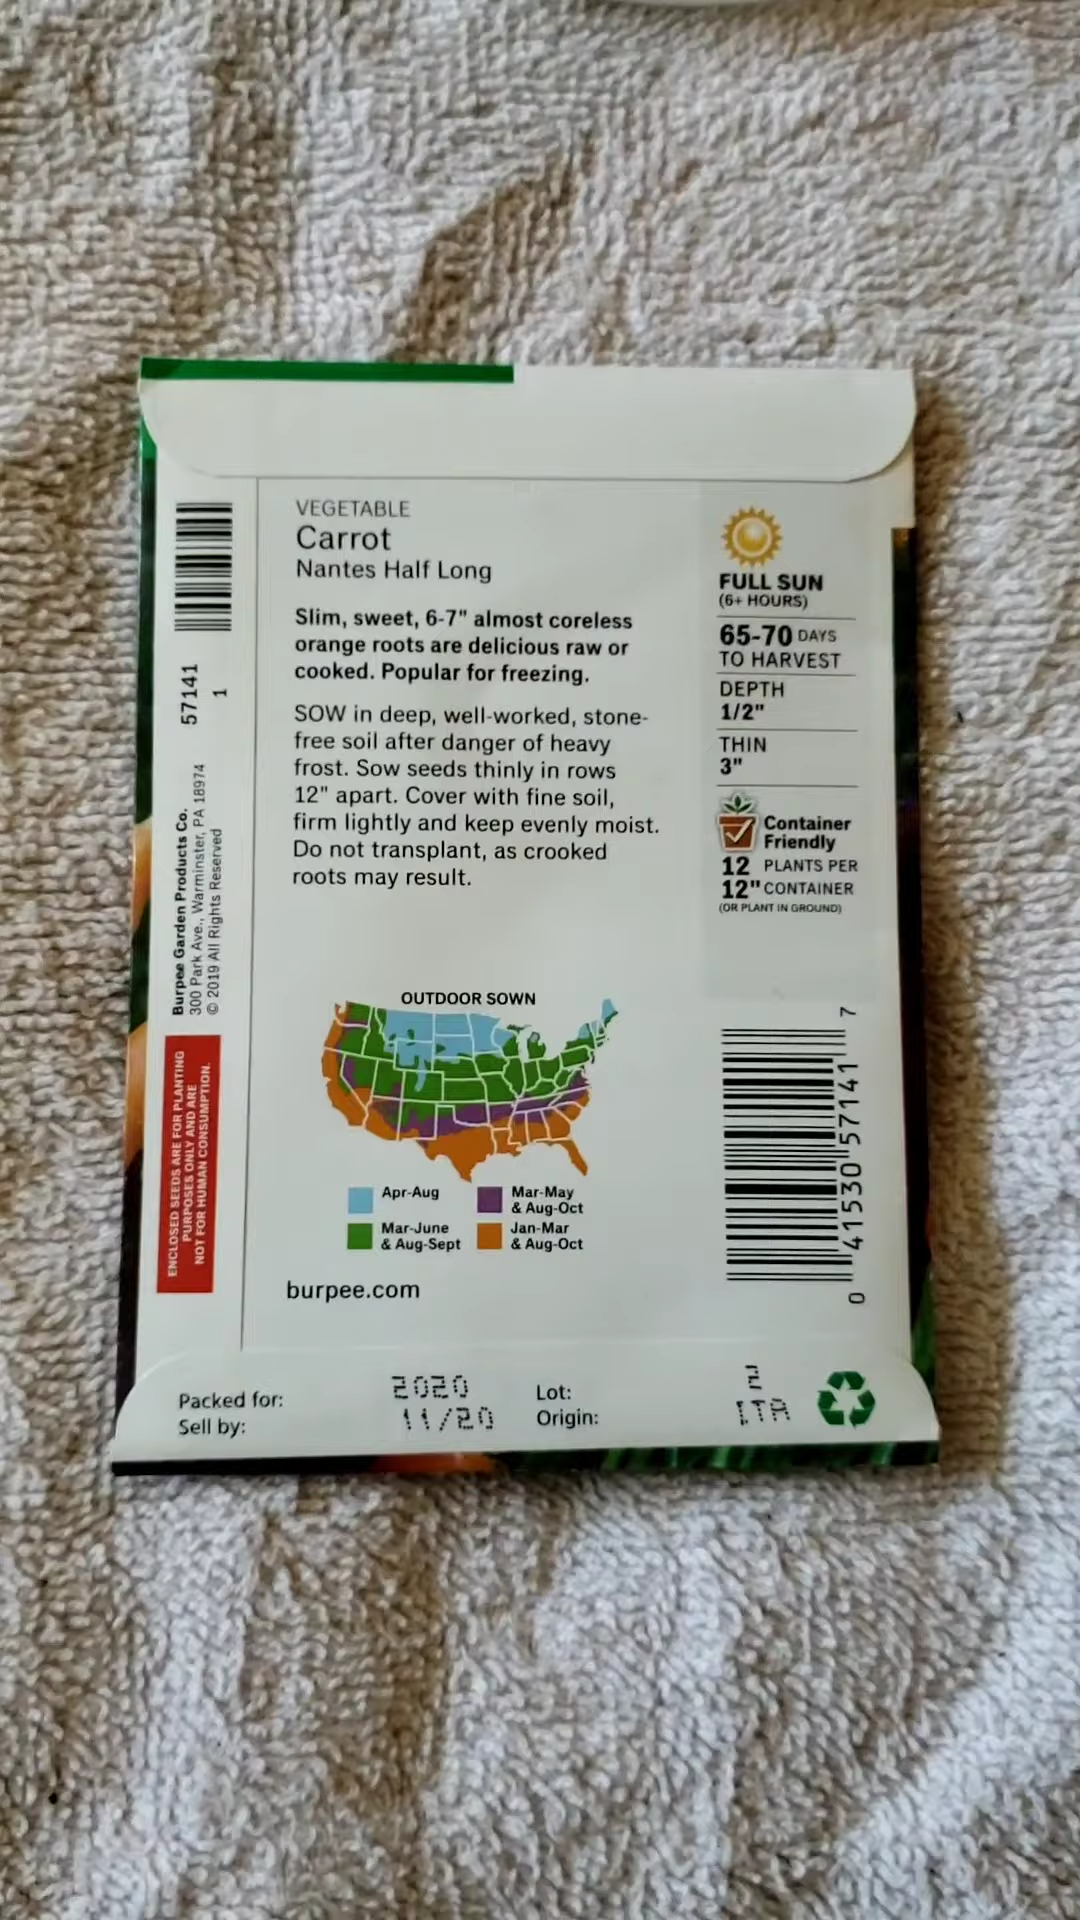 VEGETABLE
Carrot
Nantes Half Long
Slim, sweet, 6-7" almost coreless
orange roots are delicious raw or
cooked. Popular for freezing.
SOW in deep, well-worked, stone-
free soil after danger of heavy
frost. Sow seeds thinly in rows
12" apart. Cover with fine soil,
firm lightly and keep evenly moist.
Do not transplant, as crooked
roots may result.
FULL SUN
(6+ HOURS)
65-70 DAYS
TO HARVEST
DEPTH
1/2"
THIN
3"
Container
Friendly
12 PLANTS PER
12" CONTAINER
(OR PLANT IN GROUND)
57141
1
Burpee Garden Products Co.
300 Park Ave., Warminster, PA 18974
© 2019 All Rights Reserved
ENCLOSED SEEDS ARE FOR PLANTING
PURPOSES ONLY AND ARE
NOT FOR HUMAN CONSUMPTION.
OUTDOOR SOWN
Apr-Aug
Mar-June
& Aug-Sept
Mar-May
& Aug-Oct
Jan-Mar
& Aug-Oct
burpee.com
0 41530 57141 7
Packed for: 2020
Sell by: 11/20
Lot: 2
Origin: ITA